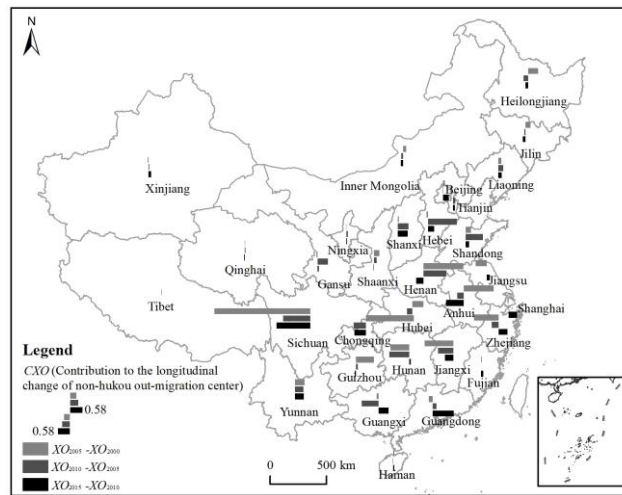 N
Heilongjiang
Jilin
Liaoning
Inner Mongolia
Xinjiang
Beijing
Tianjin
Hebei
Shanxi
Ningxia
Shandong
Qinghai
Gansu
Shaanxi
Henan
Jiangsu
Tibet
Anhui
Shanghai
Hubei
Sichuan
Chongqing
Zhejiang
Guizhou
Hunan
Jiangxi
Fujian
Yunnan
Guangxi
Guangdong
Hainan
Legend
CXO (Contribution to the longitudinal
change of non-hukou out-migration center)
0.58
0.58
XO2005 -XO2000
XO2010 -XO2005
XO2015 -XO2010
0 500 km